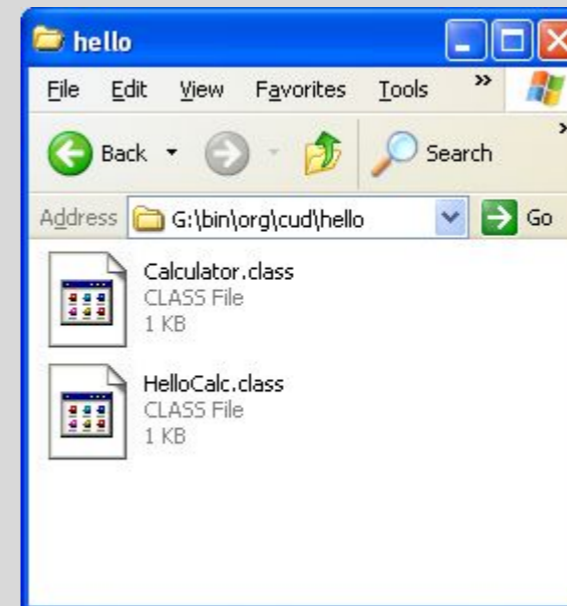 hello
File Edit View Favorites Tools »
Back Search »
Address G:\bin\org\cud\hello Go
Calculator.class
CLASS File
1 KB
HelloCalc.class
CLASS File
1 KB